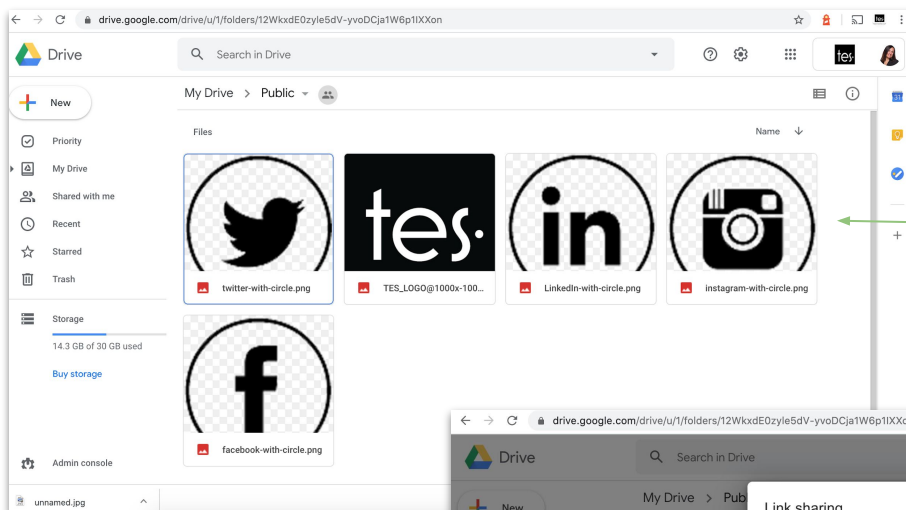 drive.google.com/drive/u/1/folders/12WkxdE0zyle5dV-yvoDCja1W6p1IXXon
tes
Drive
Search in Drive
tes
New
My Drive > Public
Files
Name
Priority
My Drive
Shared with me
Recent
Starred
Trash
tes.
in
twitter-with-circle.png
TES_LOGO@1000x-100...
LinkedIn-with-circle.png
instagram-with-circle.png
Storage
14.3 GB of 30 GB used
Buy storage
f
facebook-with-circle.png
Admin console
unnamed.jpg
drive.google.com/drive/u/1/folders/12WkxdE0zyle5dV-yvoDCja1W6p1IXXo
Drive
Search in Drive
New
My Drive > Pub
Link sharing
31